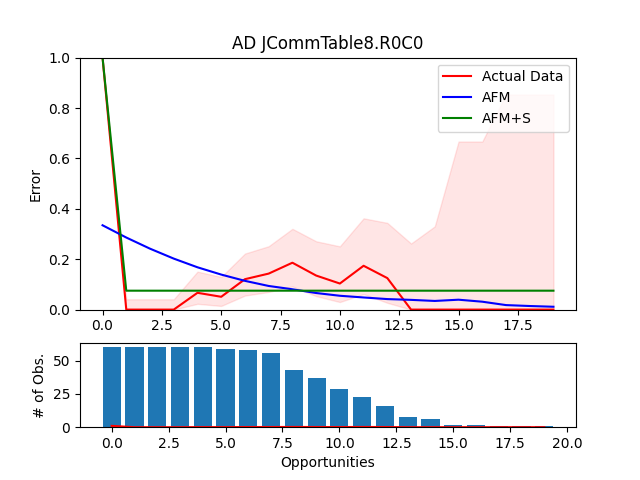 AD JCommTable8.R0C0
Error
1.0
0.8
0.6
0.4
0.2
0.0
Actual Data
AFM
AFM+S
0.0 2.5 5.0 7.5 10.0 12.5 15.0 17.5
# of Obs.
50
25
0
0.0 2.5 5.0 7.5 10.0 12.5 15.0 17.5 20.0
Opportunities